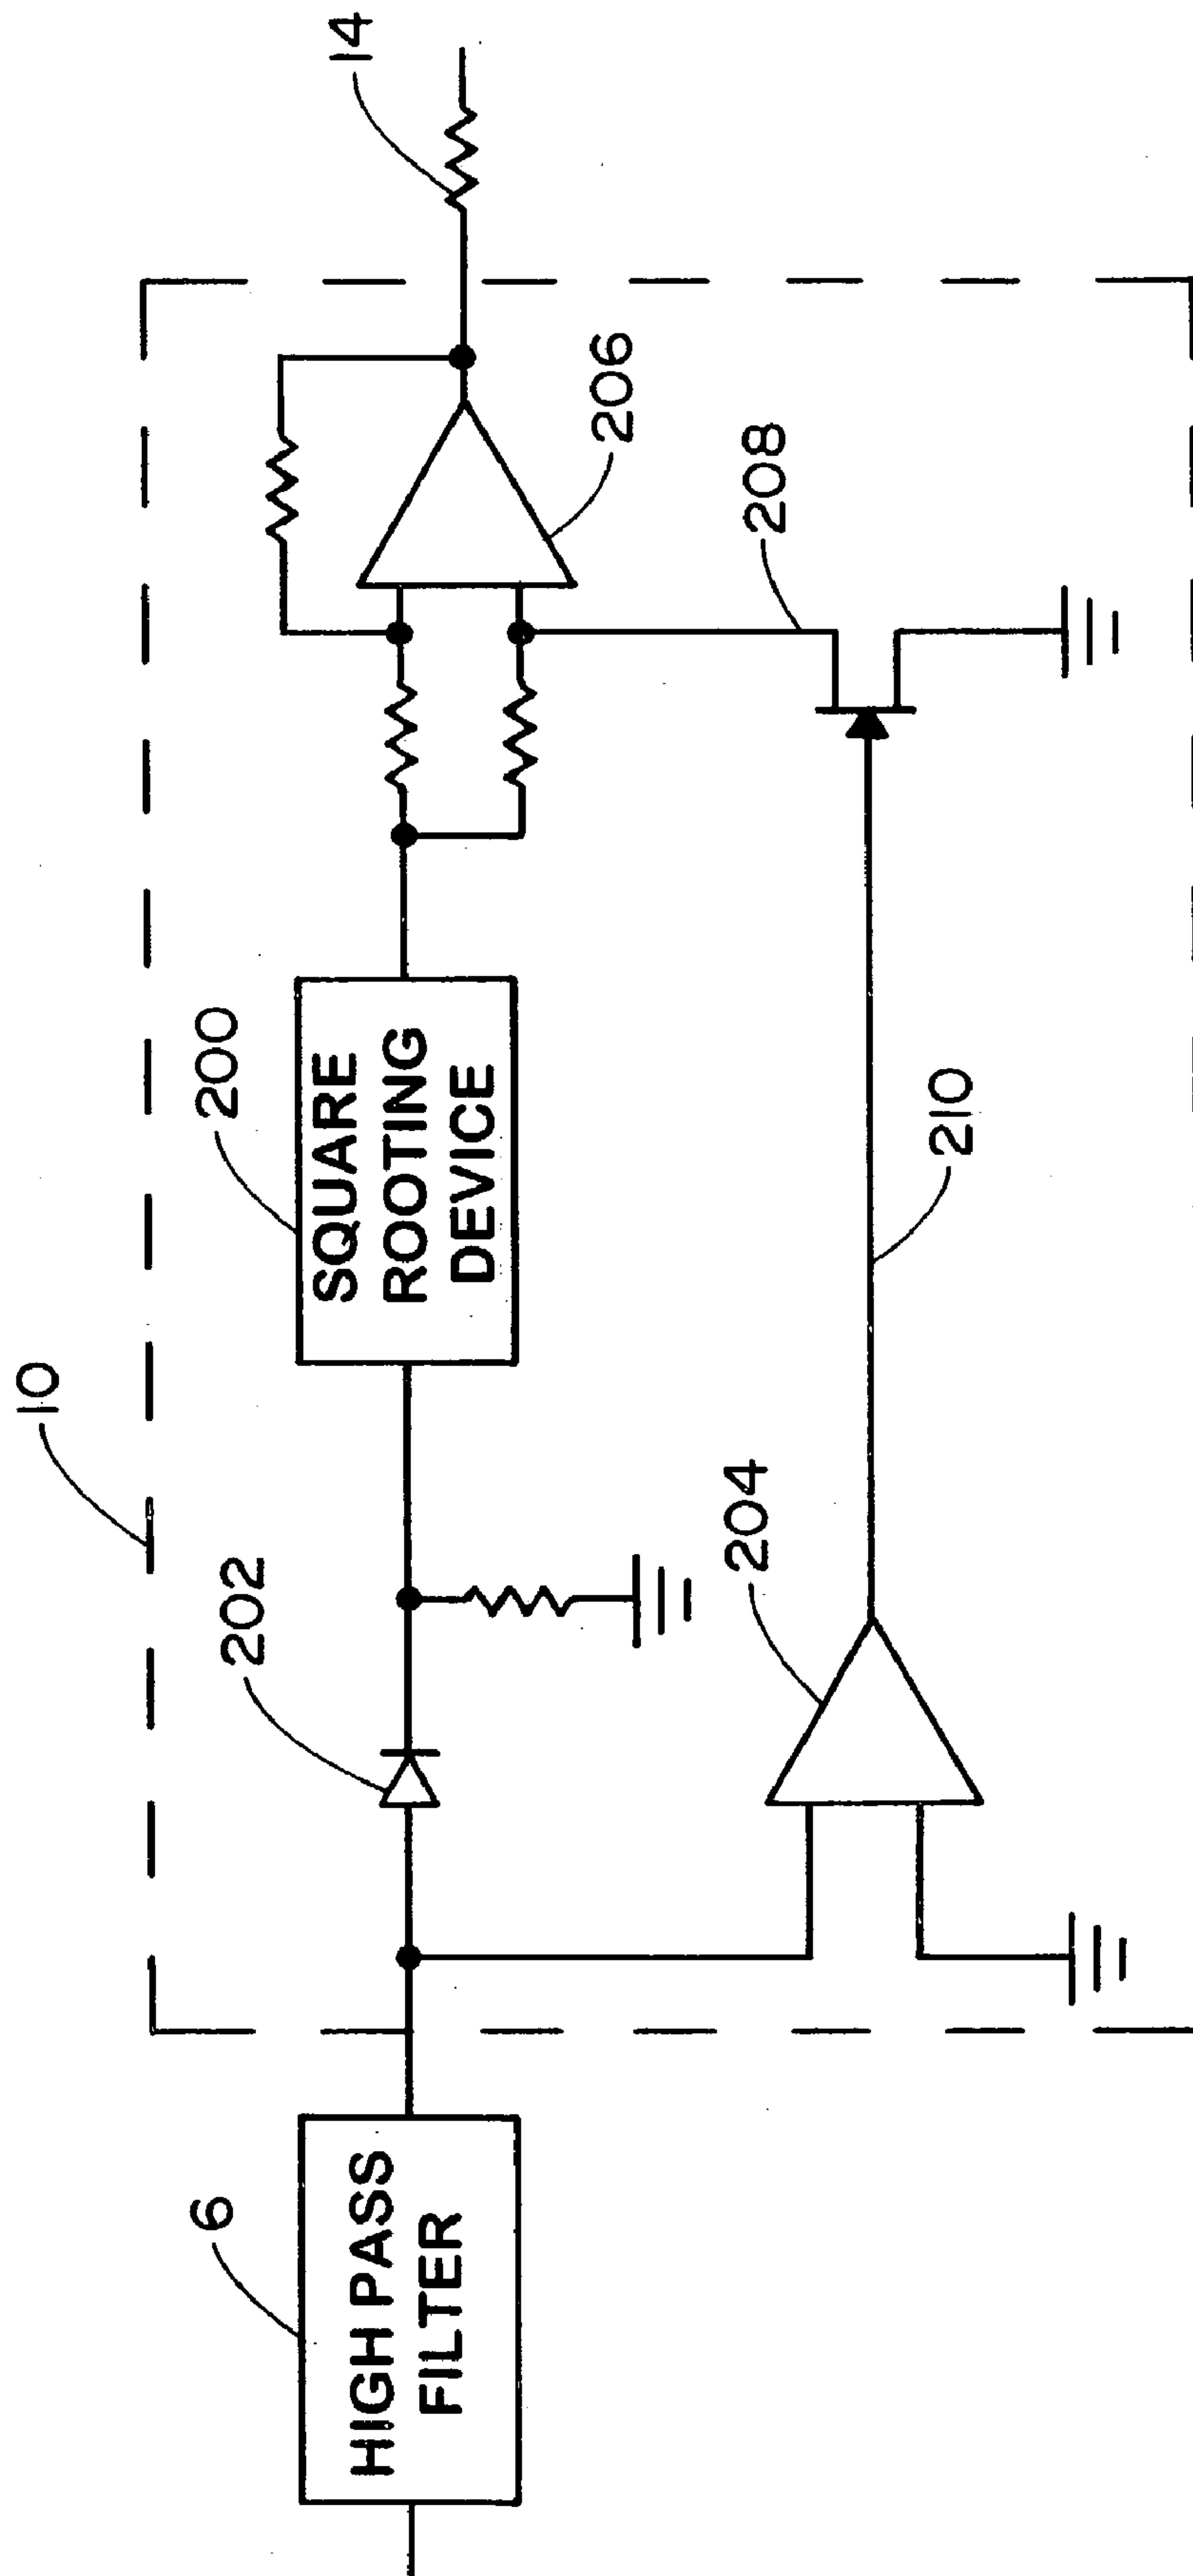 10
14
6
HIGH PASS
FILTER
202
200
SQUARE
ROOTING
DEVICE
206
204
208
210